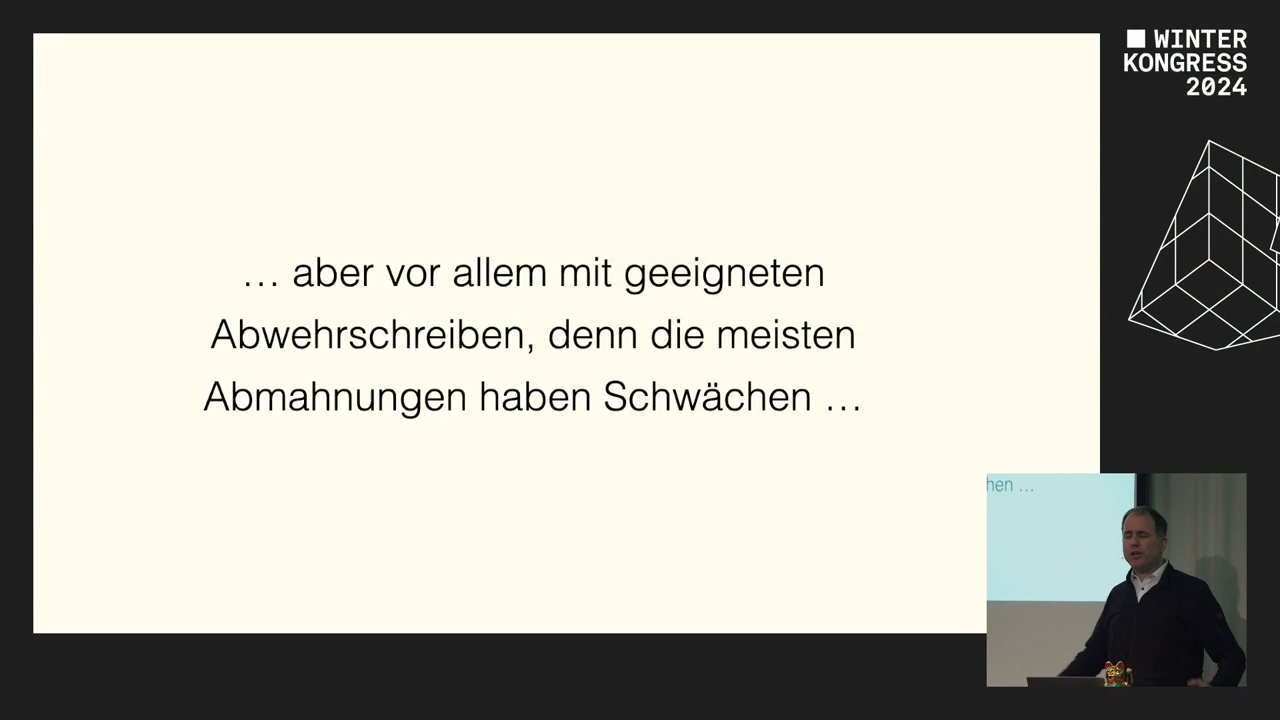 … aber vor allem mit geeigneten
Abwehrschreiben, denn die meisten
Abmahnungen haben Schwächen …
WINTER
KONGRESS
2024
hen …